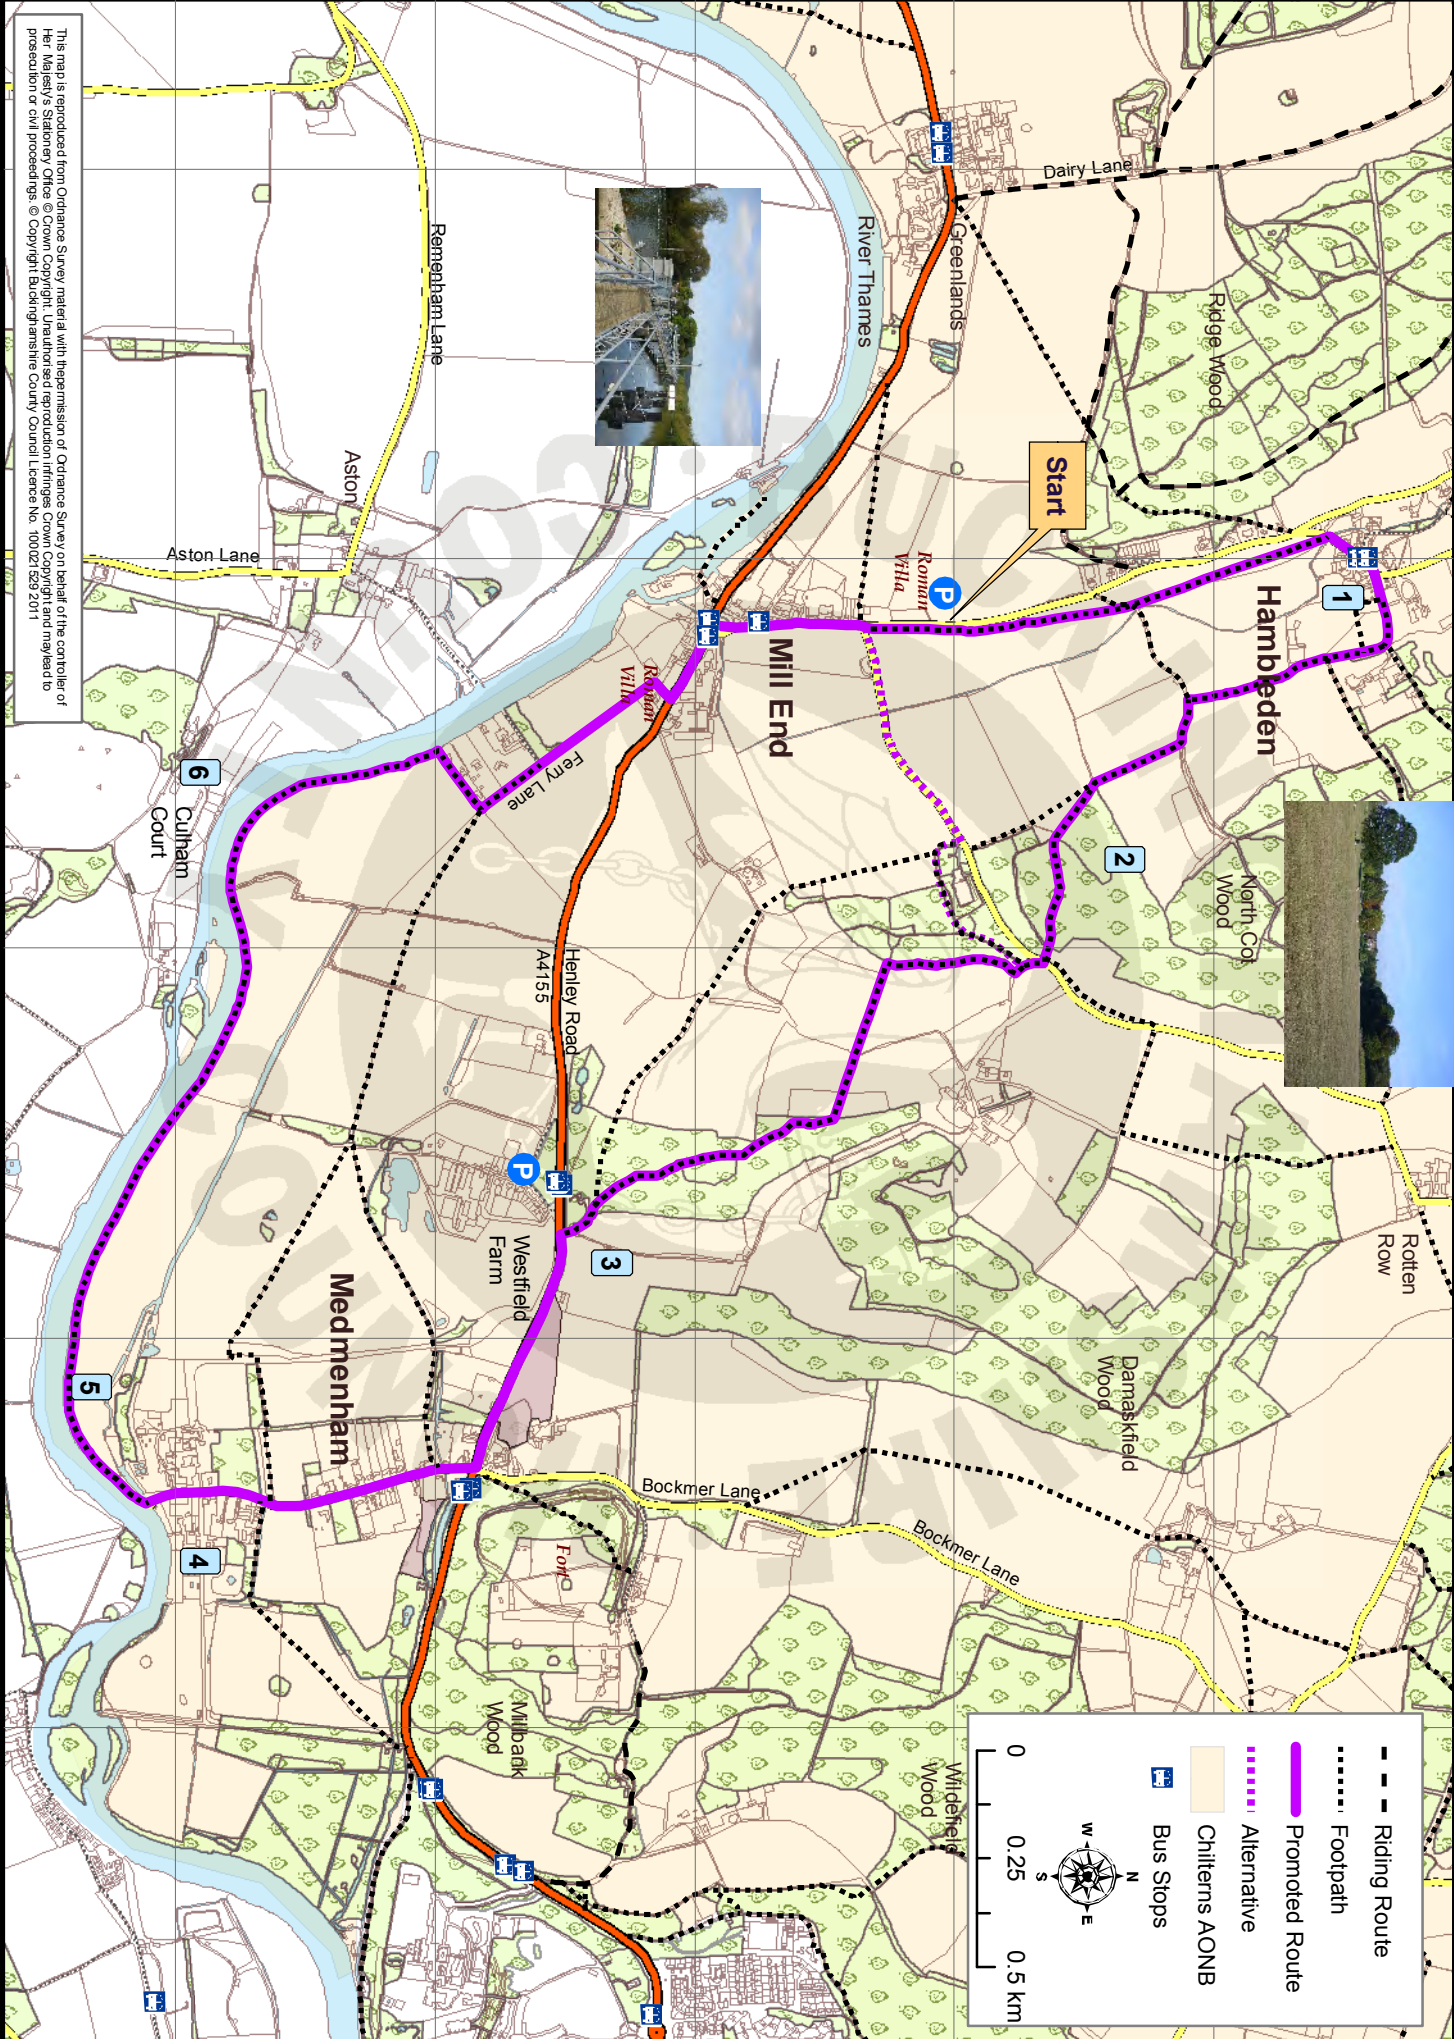 Hambleden
1
Start
Dairy Lane
Greenlands
River Thames
Ridge Wood
Roman
Villa
P
Mill End
Roman
Villa
Ferry Lane
2
North Cot
Wood
Rotten
Row
Damaskfield
Wood
Henley Road
A4155
P
3
Westfield
Farm
Medmenham
Bockmer Lane
Bockmer Lane
Fort
Millbank
Wood
Wildefield
Wood
4
5
6
Culham
Court
Remenham Lane
Aston
Aston Lane
Riding Route
Footpath
Promoted Route
Alternative
Chilterns AONB
Bus Stops
N
W
E
S
0 0.25 0.5 km
This map is reproduced from Ordnance Survey material with the permission of Ordnance Survey on behalf of the controller of
Her Majesty's Stationery Office © Crown Copyright. Unauthorised reproduction infringes Crown Copyright and may lead to
prosecution or civil proceedings. © Copyright Buckinghamshire County Council Licence No. 100021529 2011